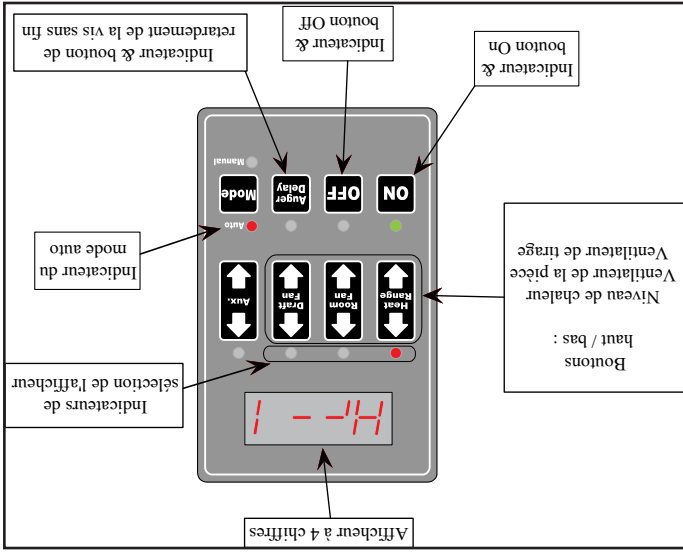 Afficheur à 4 chiffres
H--1
Indicateurs de
sélection de l'afficheur
Boutons
haut / bas :
Niveau de chaleur
Ventilateur de la pièce
Ventilateur de tirage
Heat
Range
Room
Fan
Draft
Fan
Aux.
Indicateur du
mode auto
Auto
ON
OFF
Auger
Delay
Mode
Manual
Indicateur &
bouton On
Indicateur &
bouton Off
Indicateur & bouton de
retardement de la vis sans fin